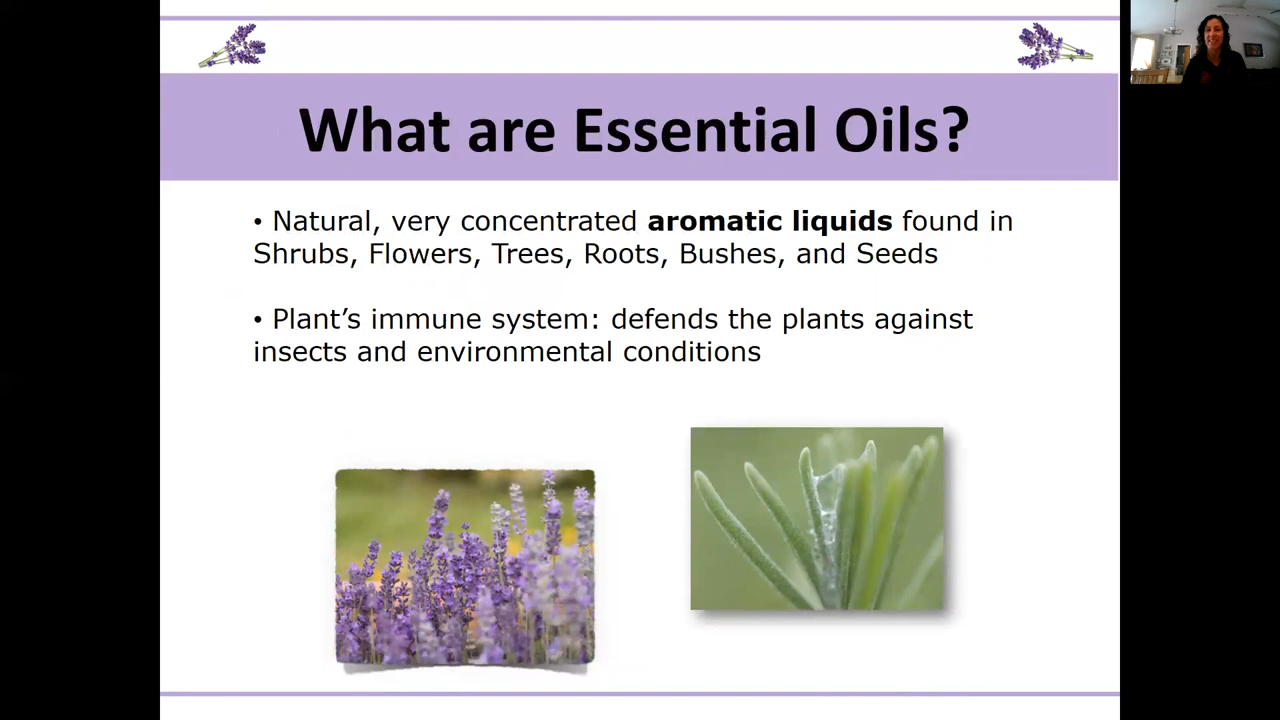 What are Essential Oils?
• Natural, very concentrated aromatic liquids found in
Shrubs, Flowers, Trees, Roots, Bushes, and Seeds
• Plant’s immune system: defends the plants against
insects and environmental conditions